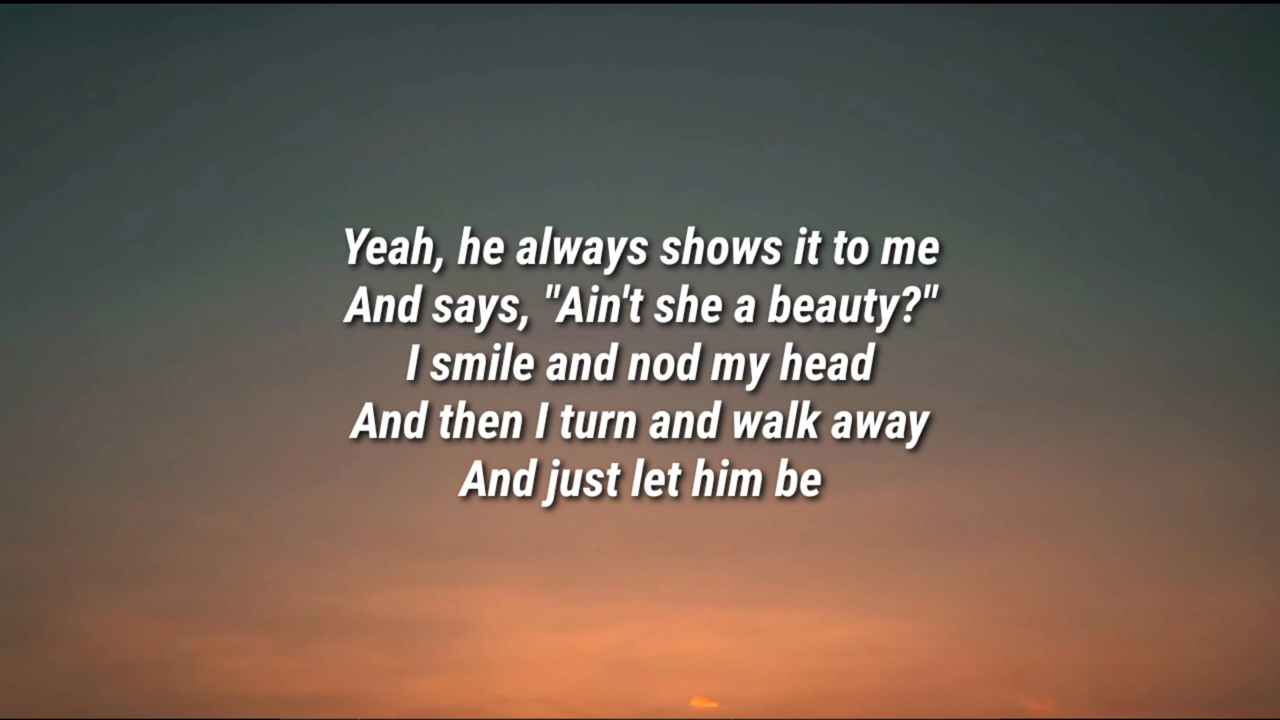 Yeah, he always shows it to me
And says, "Ain't she a beauty?"
I smile and nod my head
And then I turn and walk away
And just let him be